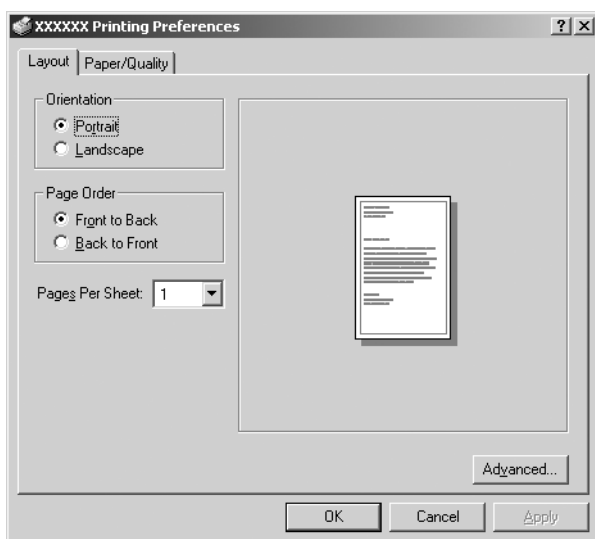 XXXXXX Printing Preferences
Layout
Paper/Quality
Orientation
Portrait
Landscape
Page Order
Front to Back
Back to Front
Pages Per Sheet: 1
Advanced...
OK
Cancel
Apply